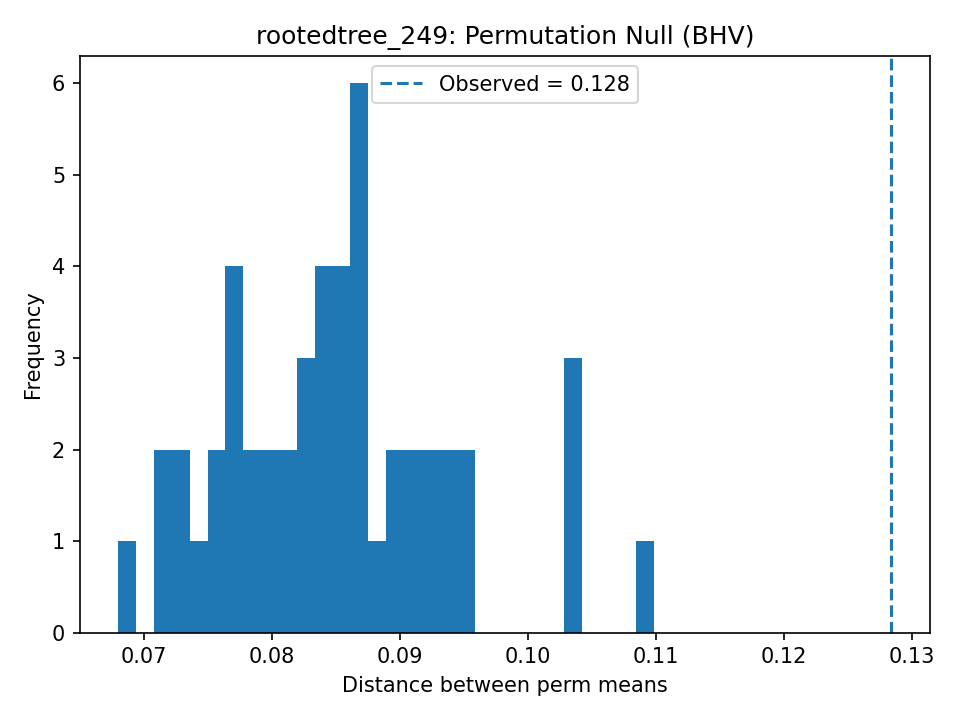 rootedtree_249: Permutation Null (BHV)
Observed = 0.128
6
5
4
3
2
1
0
Frequency
0.07 0.08 0.09 0.10 0.11 0.12 0.13
Distance between perm means